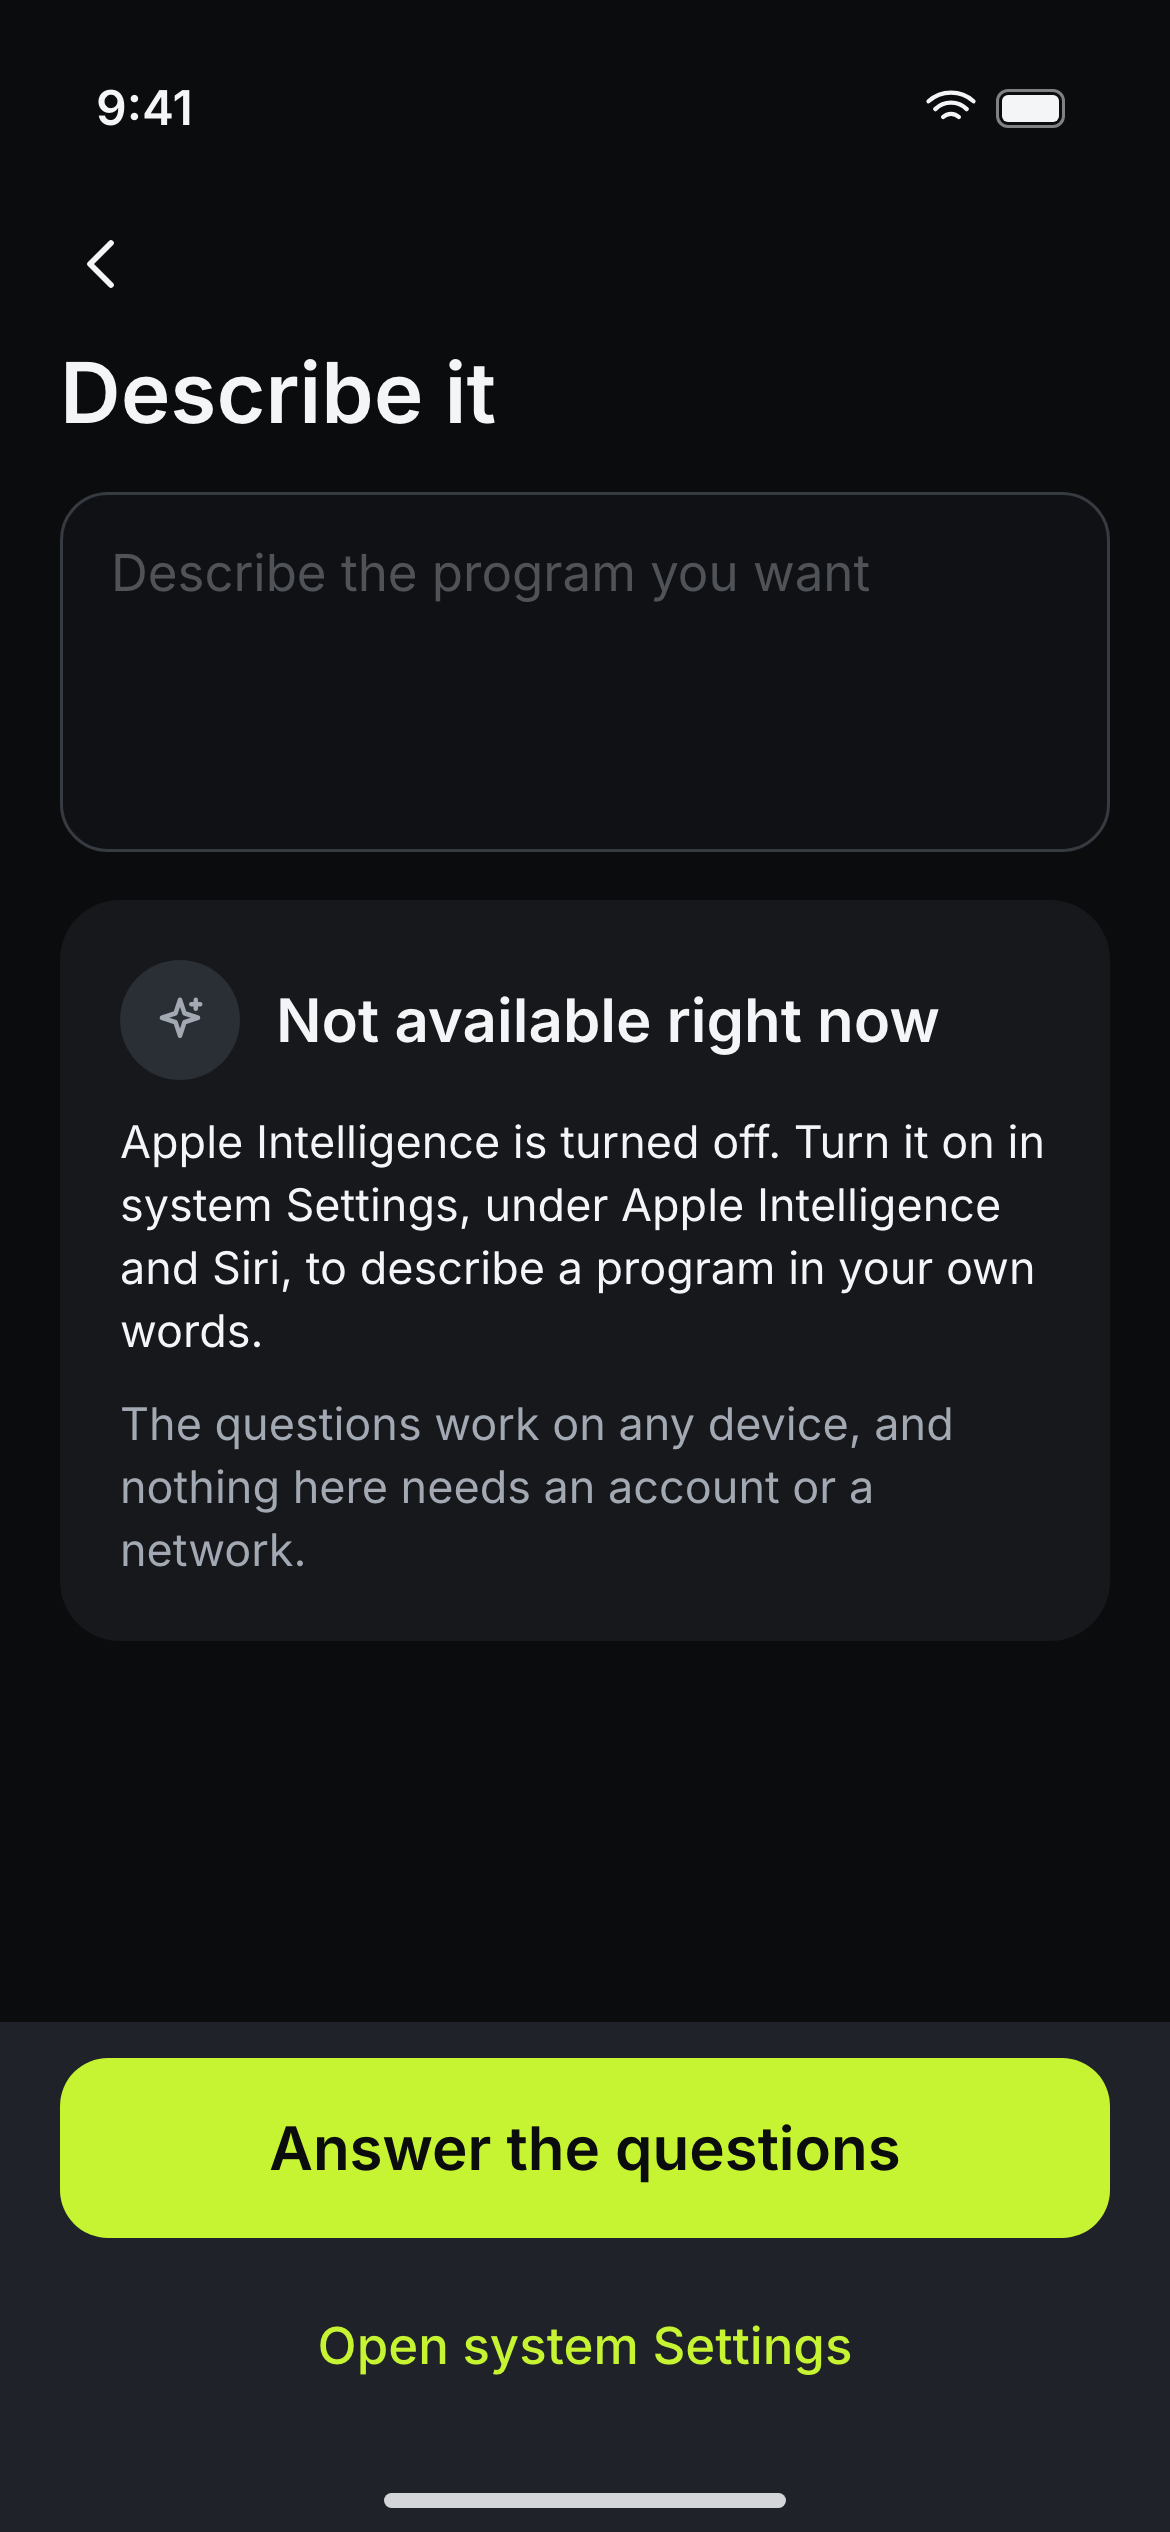 9:41
Describe it
Describe the program you want
Not available right now
Apple Intelligence is turned off. Turn it on in
system Settings, under Apple Intelligence
and Siri, to describe a program in your own
words.
The questions work on any device, and
nothing here needs an account or a
network.
Answer the questions
Open system Settings